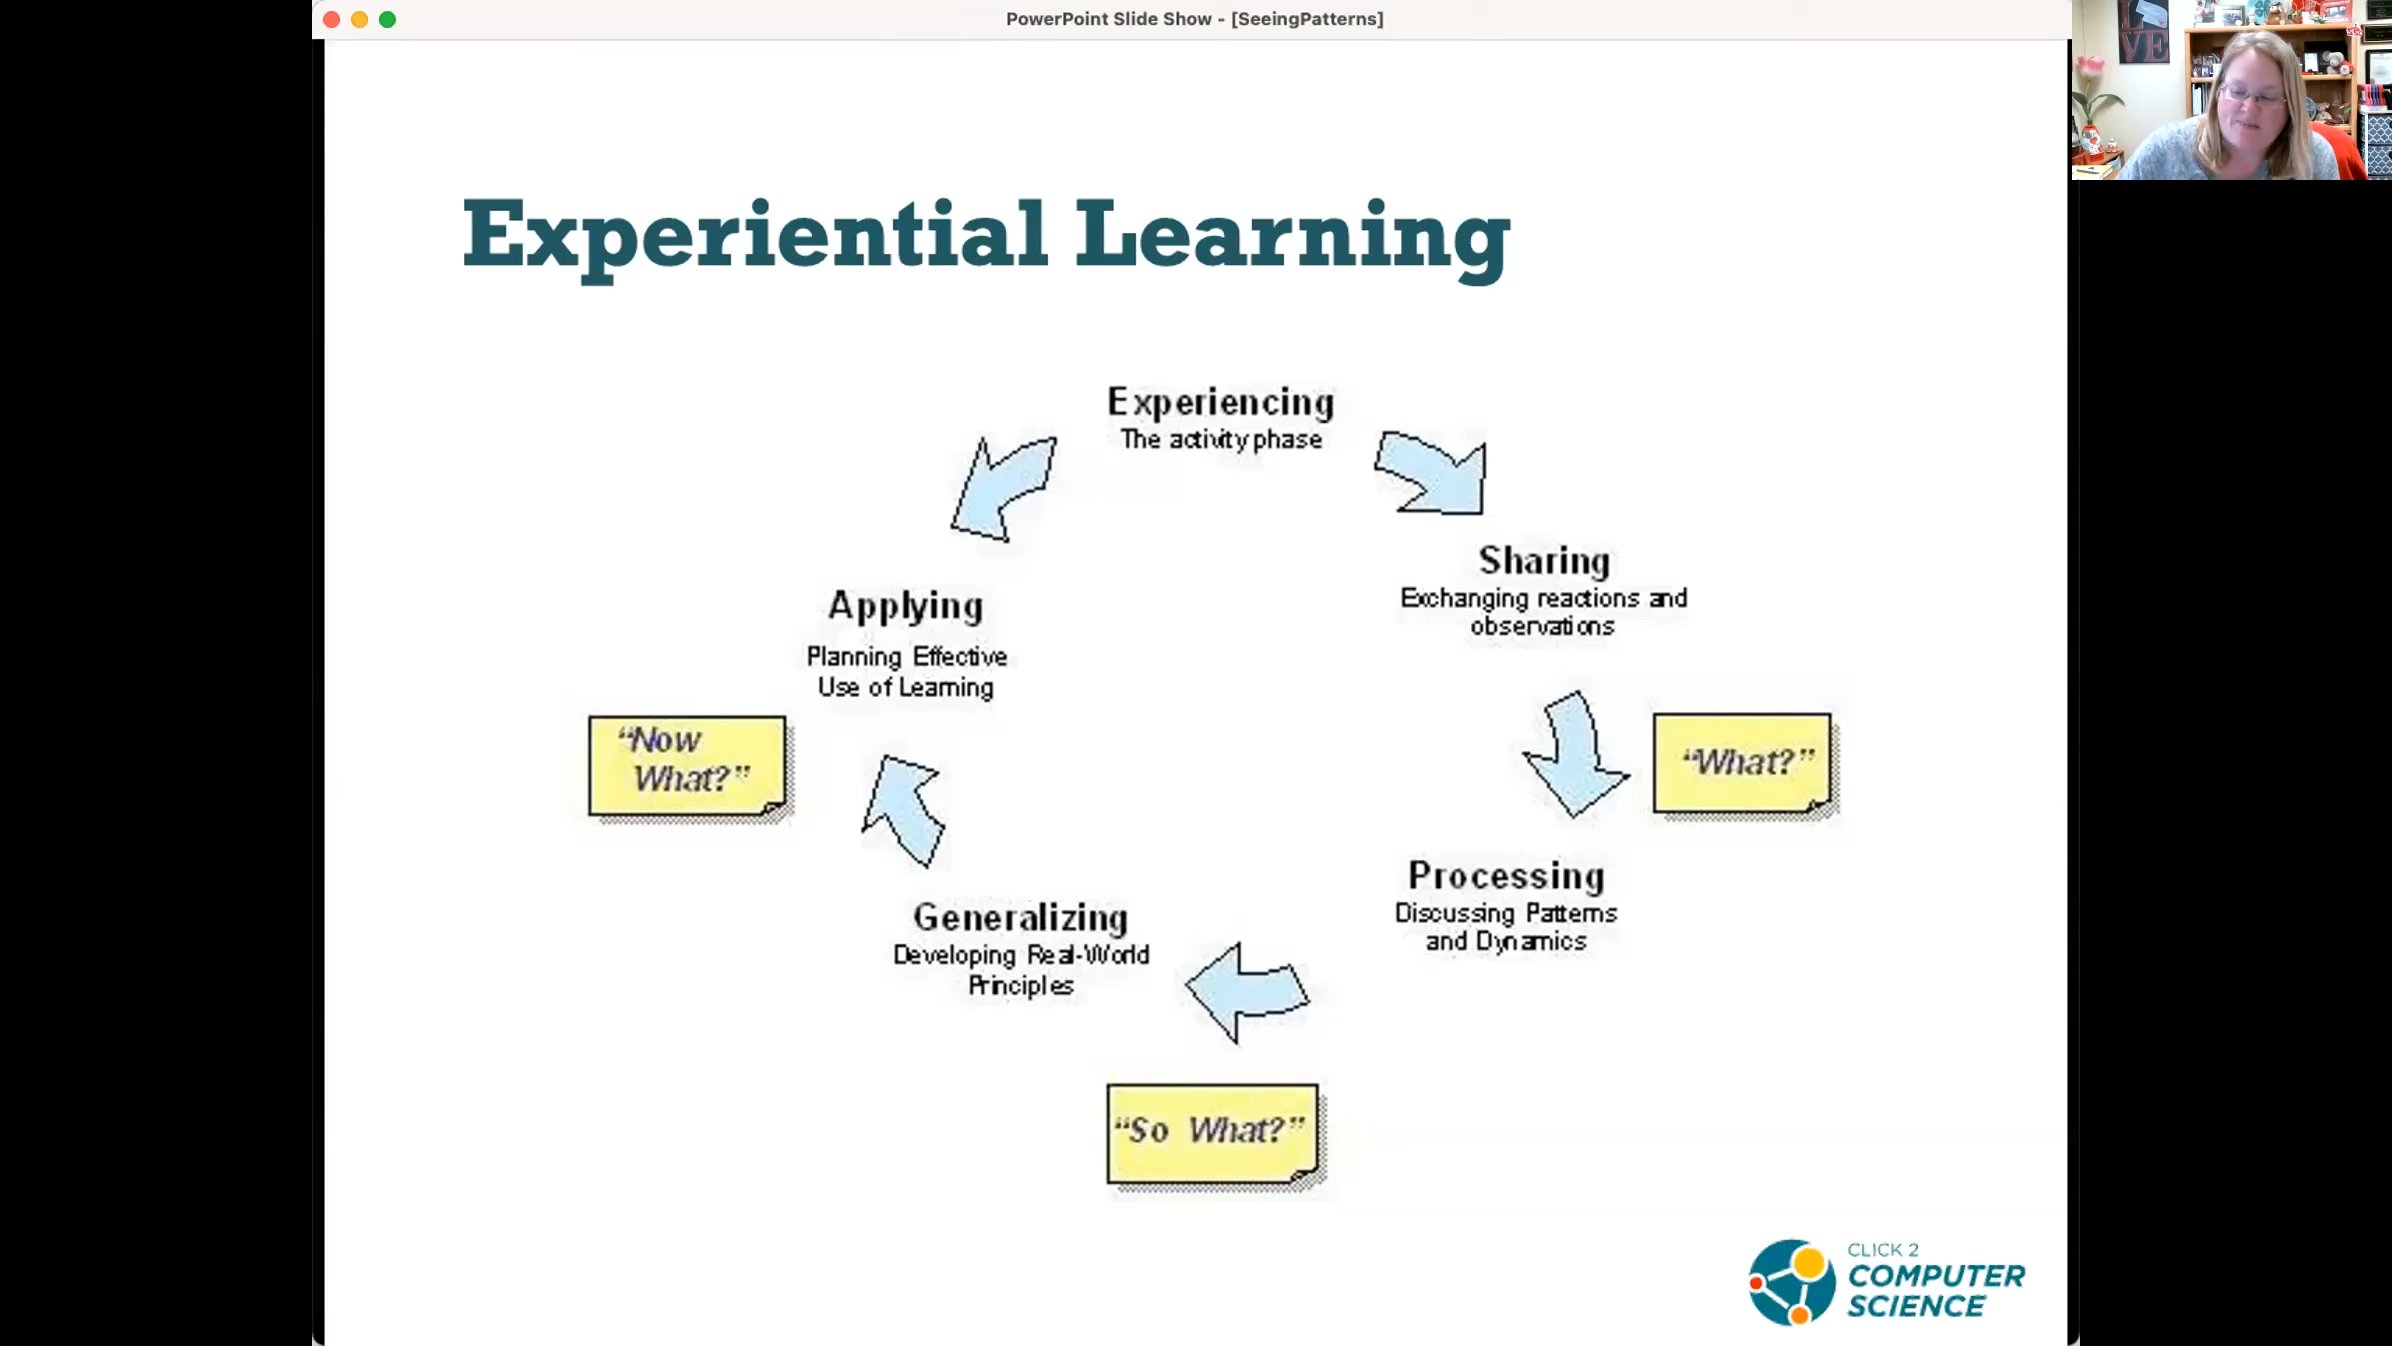 PowerPoint Slide Show - [SeeingPatterns]
LOVE
Experiential Learning
Experiencing
The activity phase
Sharing
Exchanging reactions and
observations
Applying
Planning Effective
Use of Learning
"Now
What?"
"What?"
Processing
Discussing Patterns
and Dynamics
Generalizing
Developing Real-World
Principles
"So What?"
CLICK 2
COMPUTER
SCIENCE